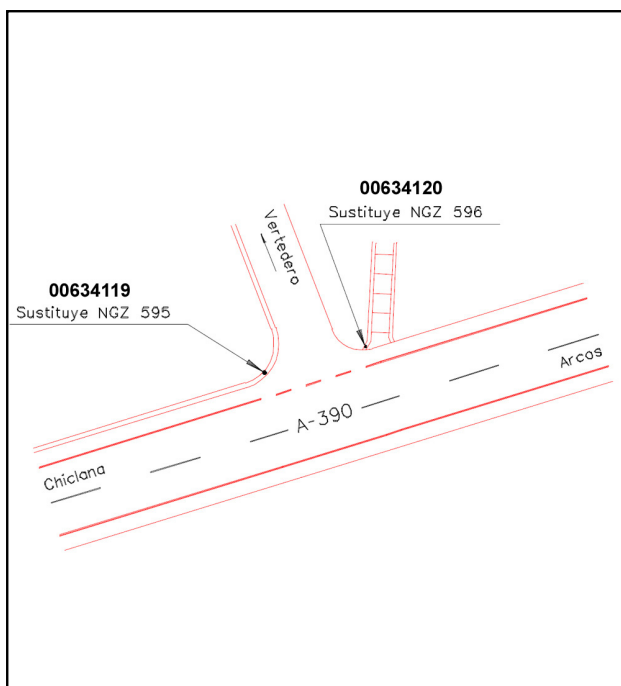 00634120
Sustituye NGZ 596
Vertedero
00634119
Sustituye NGZ 595
Arcos
A-390
Chiclana